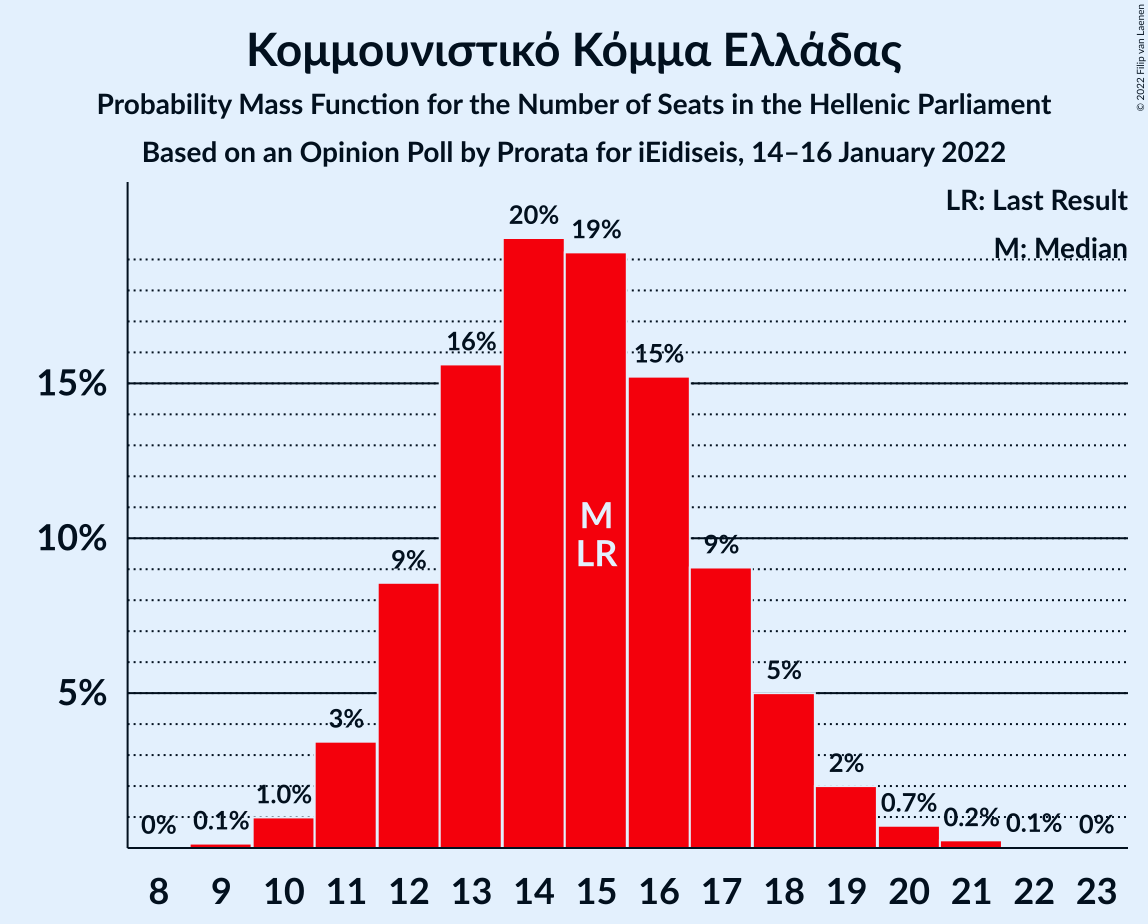 Κομμουνιστικό Κόμμα Ελλάδας
Probability Mass Function for the Number of Seats in the Hellenic Parliament
Based on an Opinion Poll by Prorata for iEidiseis, 14–16 January 2022
© 2022 Filip van Laenen
LR: Last Result
M: Median
15%
10%
5%
0%
0.1%
1.0%
3%
9%
16%
20%
19%
15%
9%
5%
2%
0.7%
0.2%
0.1%
0%
M
LR
8 9 10 11 12 13 14 15 16 17 18 19 20 21 22 23